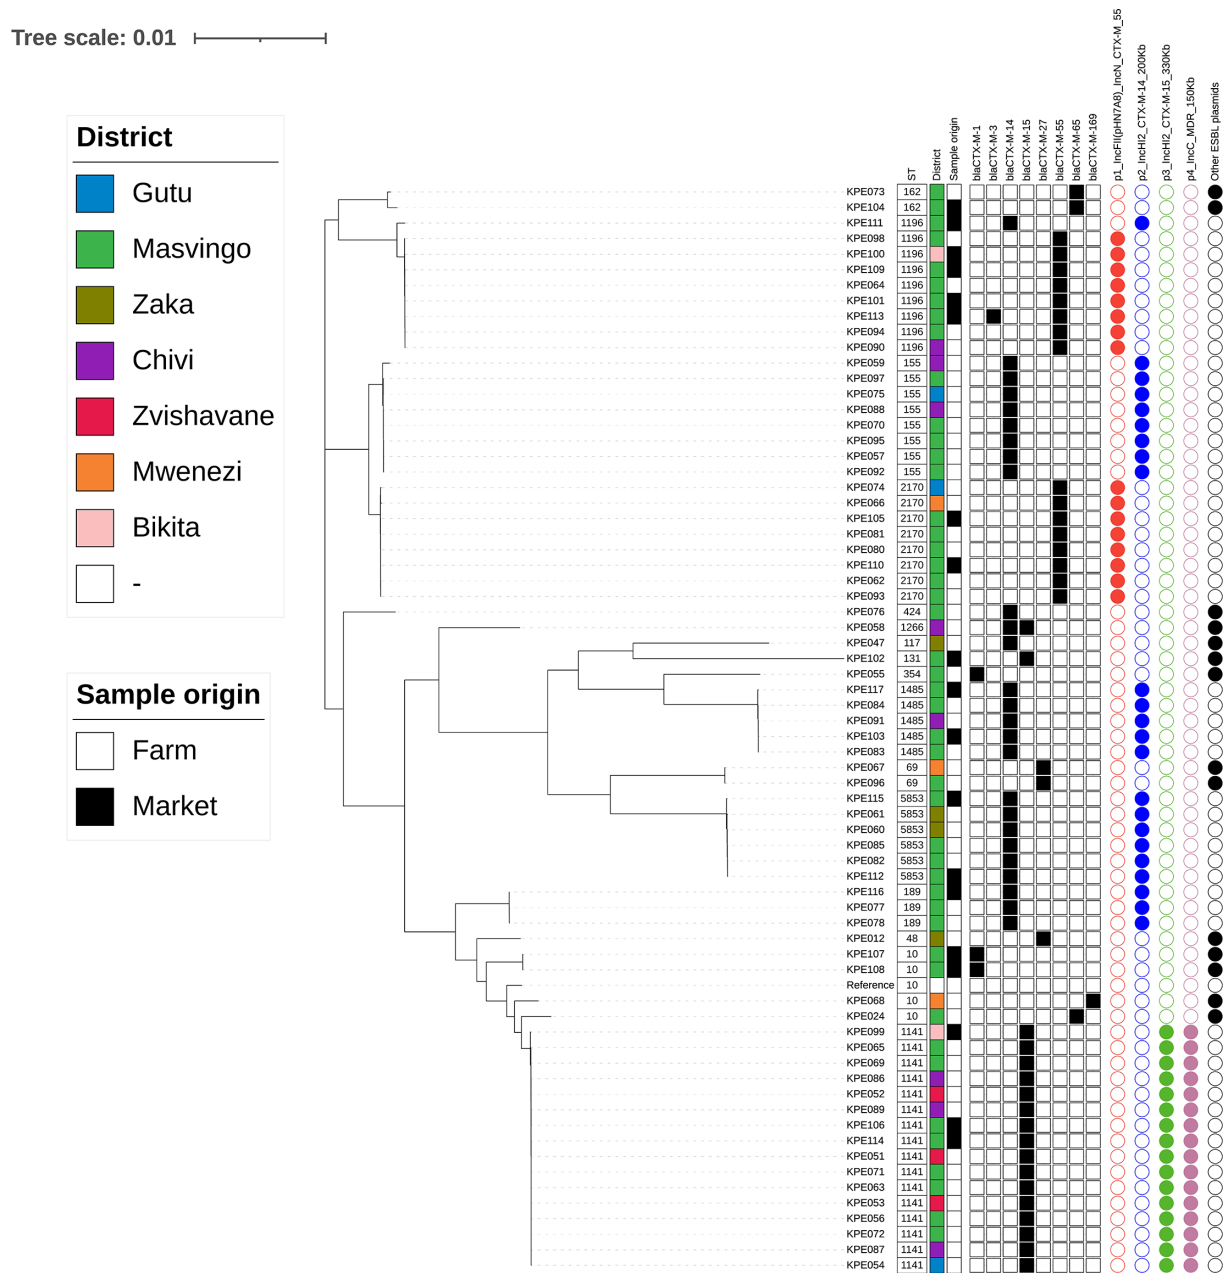 Tree scale: 0.01
District
Gutu
Masvingo
Zaka
Chivi
Zvishavane
Mwenezi
Bikita
-
Sample origin
Farm
Market
ST
District
Sample origin
blaCTX-M-1
blaCTX-M-3
blaCTX-M-14
blaCTX-M-15
blaCTX-M-27
blaCTX-M-55
blaCTX-M-65
blaCTX-M-169
p1_IncFII(pHN7A8)_IncN_CTX-M_55
p2_IncHI2_CTX-M-14_200Kb
p3_IncHI2_CTX-M-15_330Kb
p4_IncC_MDR_150Kb
Other ESBL plasmids
KPE073 162
KPE104 162
KPE111 1196
KPE098 1196
KPE100 1196
KPE109 1196
KPE064 1196
KPE101 1196
KPE113 1196
KPE094 1196
KPE090 1196
KPE059 155
KPE097 155
KPE075 155
KPE088 155
KPE070 155
KPE095 155
KPE057 155
KPE092 155
KPE074 2170
KPE066 2170
KPE105 2170
KPE081 2170
KPE080 2170
KPE110 2170
KPE062 2170
KPE093 2170
KPE076 424
KPE058 1266
KPE047 117
KPE102 131
KPE055 354
KPE117 1485
KPE084 1485
KPE091 1485
KPE103 1485
KPE083 1485
KPE067 69
KPE096 69
KPE115 5853
KPE061 5853
KPE060 5853
KPE085 5853
KPE082 5853
KPE112 5853
KPE116 189
KPE077 189
KPE078 189
KPE012 48
KPE107 10
KPE108 10
Reference 10
KPE068 10
KPE024 10
KPE099 1141
KPE065 1141
KPE069 1141
KPE086 1141
KPE052 1141
KPE089 1141
KPE106 1141
KPE114 1141
KPE051 1141
KPE071 1141
KPE063 1141
KPE053 1141
KPE056 1141
KPE072 1141
KPE087 1141
KPE054 1141